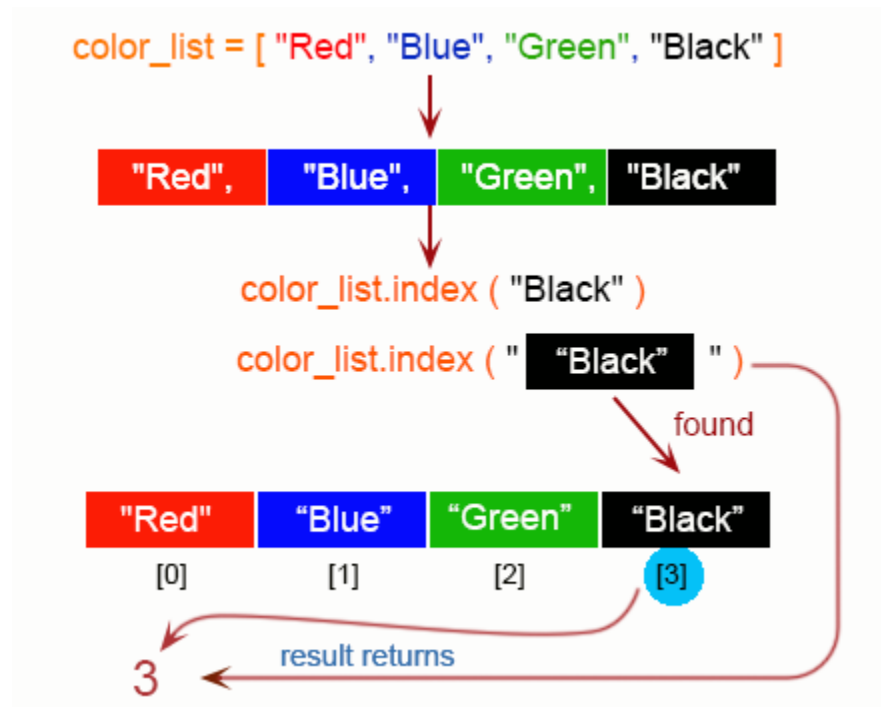 color_list = [ "Red", "Blue", "Green", "Black" ]
"Red", "Blue", "Green", "Black"
color_list.index ( "Black" )
color_list.index ( " “Black” " )
found
"Red" “Blue” “Green” “Black”
[0] [1] [2] [3]
result returns
3